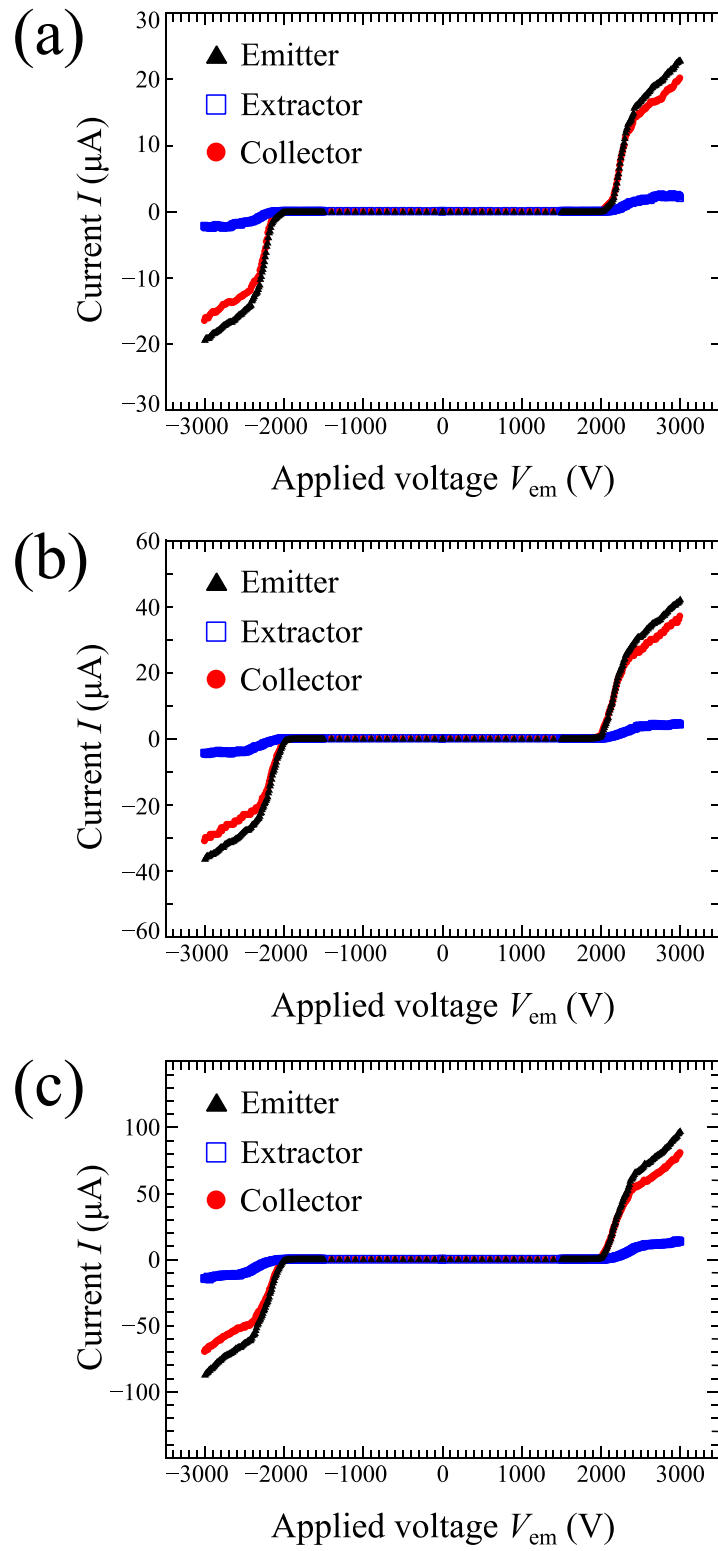 (a)
Emitter
Extractor
Collector
Current I (μA)
30
20
10
0
−10
−20
−30
−3000 −2000 −1000 0 1000 2000 3000
Applied voltage Vem (V)
(b)
Emitter
Extractor
Collector
Current I (μA)
60
40
20
0
−20
−40
−60
−3000 −2000 −1000 0 1000 2000 3000
Applied voltage Vem (V)
(c)
Emitter
Extractor
Collector
Current I (μA)
100
50
0
−50
−100
−3000 −2000 −1000 0 1000 2000 3000
Applied voltage Vem (V)